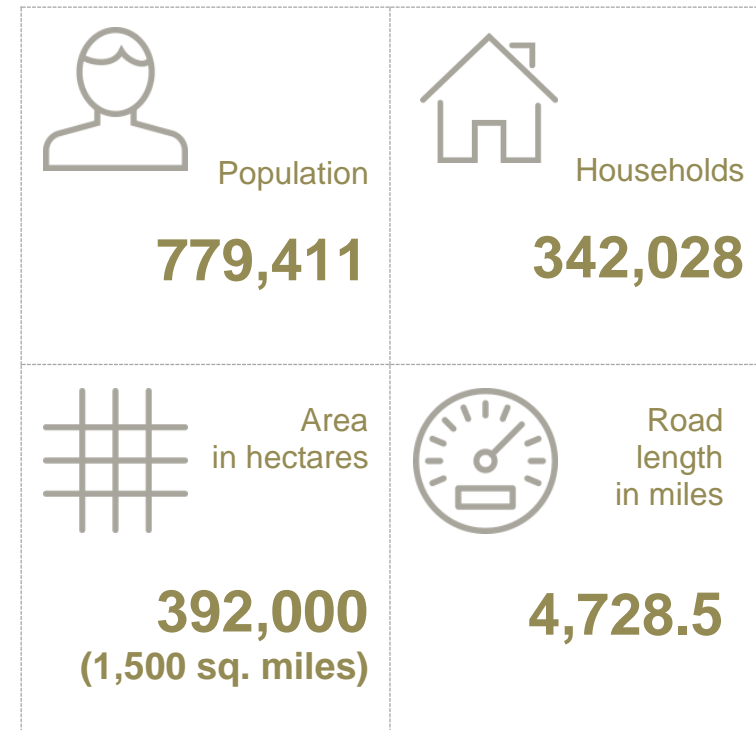 Population
779,411
Households
342,028
Area
in hectares
392,000
(1,500 sq. miles)
Road
length
in miles
4,728.5